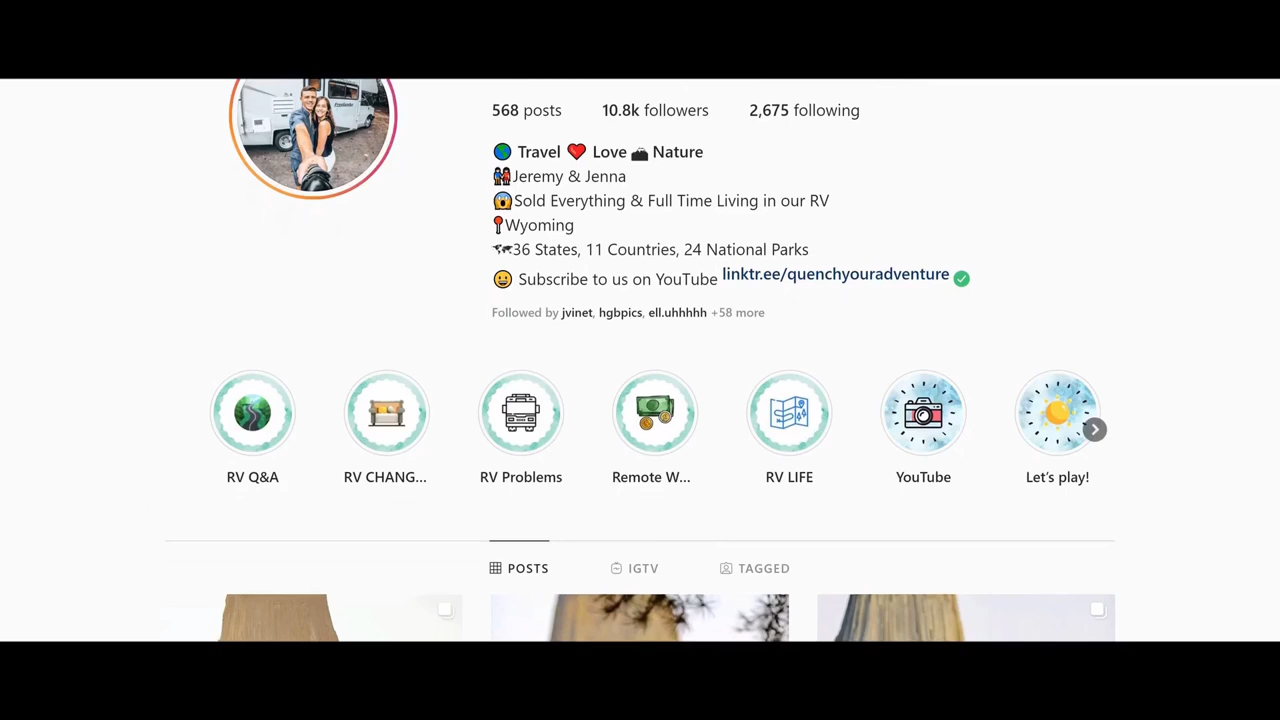 568 posts 10.8k followers 2,675 following
🌎 Travel ❤️ Love 🏔 Nature
👫Jeremy & Jenna
😱Sold Everything & Full Time Living in our RV
📍Wyoming
🗺36 States, 11 Countries, 24 National Parks
😀 Subscribe to us on YouTube linktr.ee/quenchyouradventure ✅
Followed by jvinet, hgbpics, ell.uhhhhh +58 more
RV Q&A RV CHANG... RV Problems Remote W... RV LIFE YouTube Let's play!
POSTS IGTV TAGGED